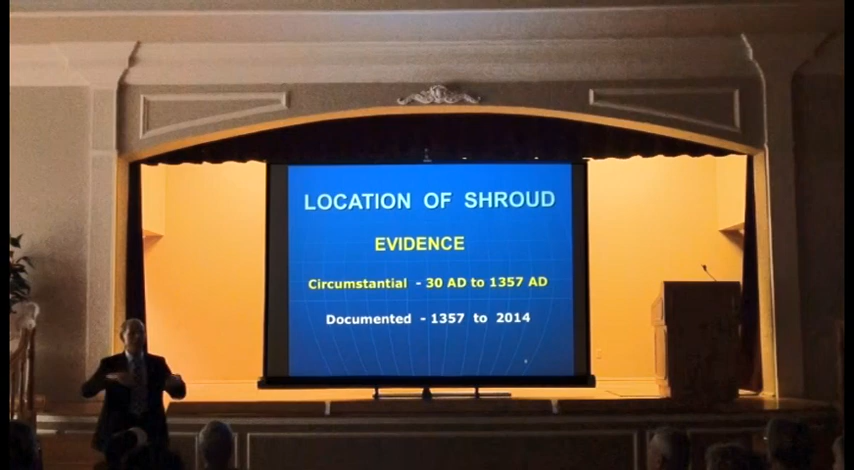 LOCATION OF SHROUD
EVIDENCE
Circumstantial - 30 AD to 1357 AD
Documented - 1357 to 2014